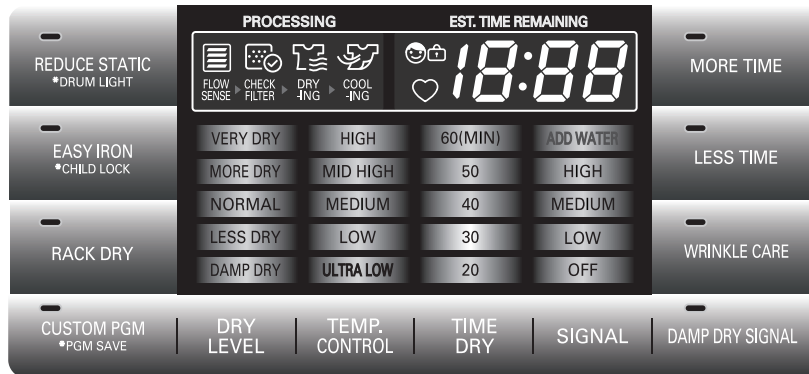 PROCESSING
EST. TIME REMAINING
REDUCE STATIC
*DRUM LIGHT
FLOW SENSE
CHECK FILTER
DRY -ING
COOL -ING
18:88
MORE TIME
EASY IRON
*CHILD LOCK
VERY DRY HIGH 60(MIN) ADD WATER
MORE DRY MID HIGH 50 HIGH
NORMAL MEDIUM 40 MEDIUM
LESS DRY LOW 30 LOW
DAMP DRY ULTRA LOW 20 OFF
LESS TIME
RACK DRY
WRINKLE CARE
CUSTOM PGM
*PGM SAVE
DRY LEVEL
TEMP. CONTROL
TIME DRY
SIGNAL
DAMP DRY SIGNAL